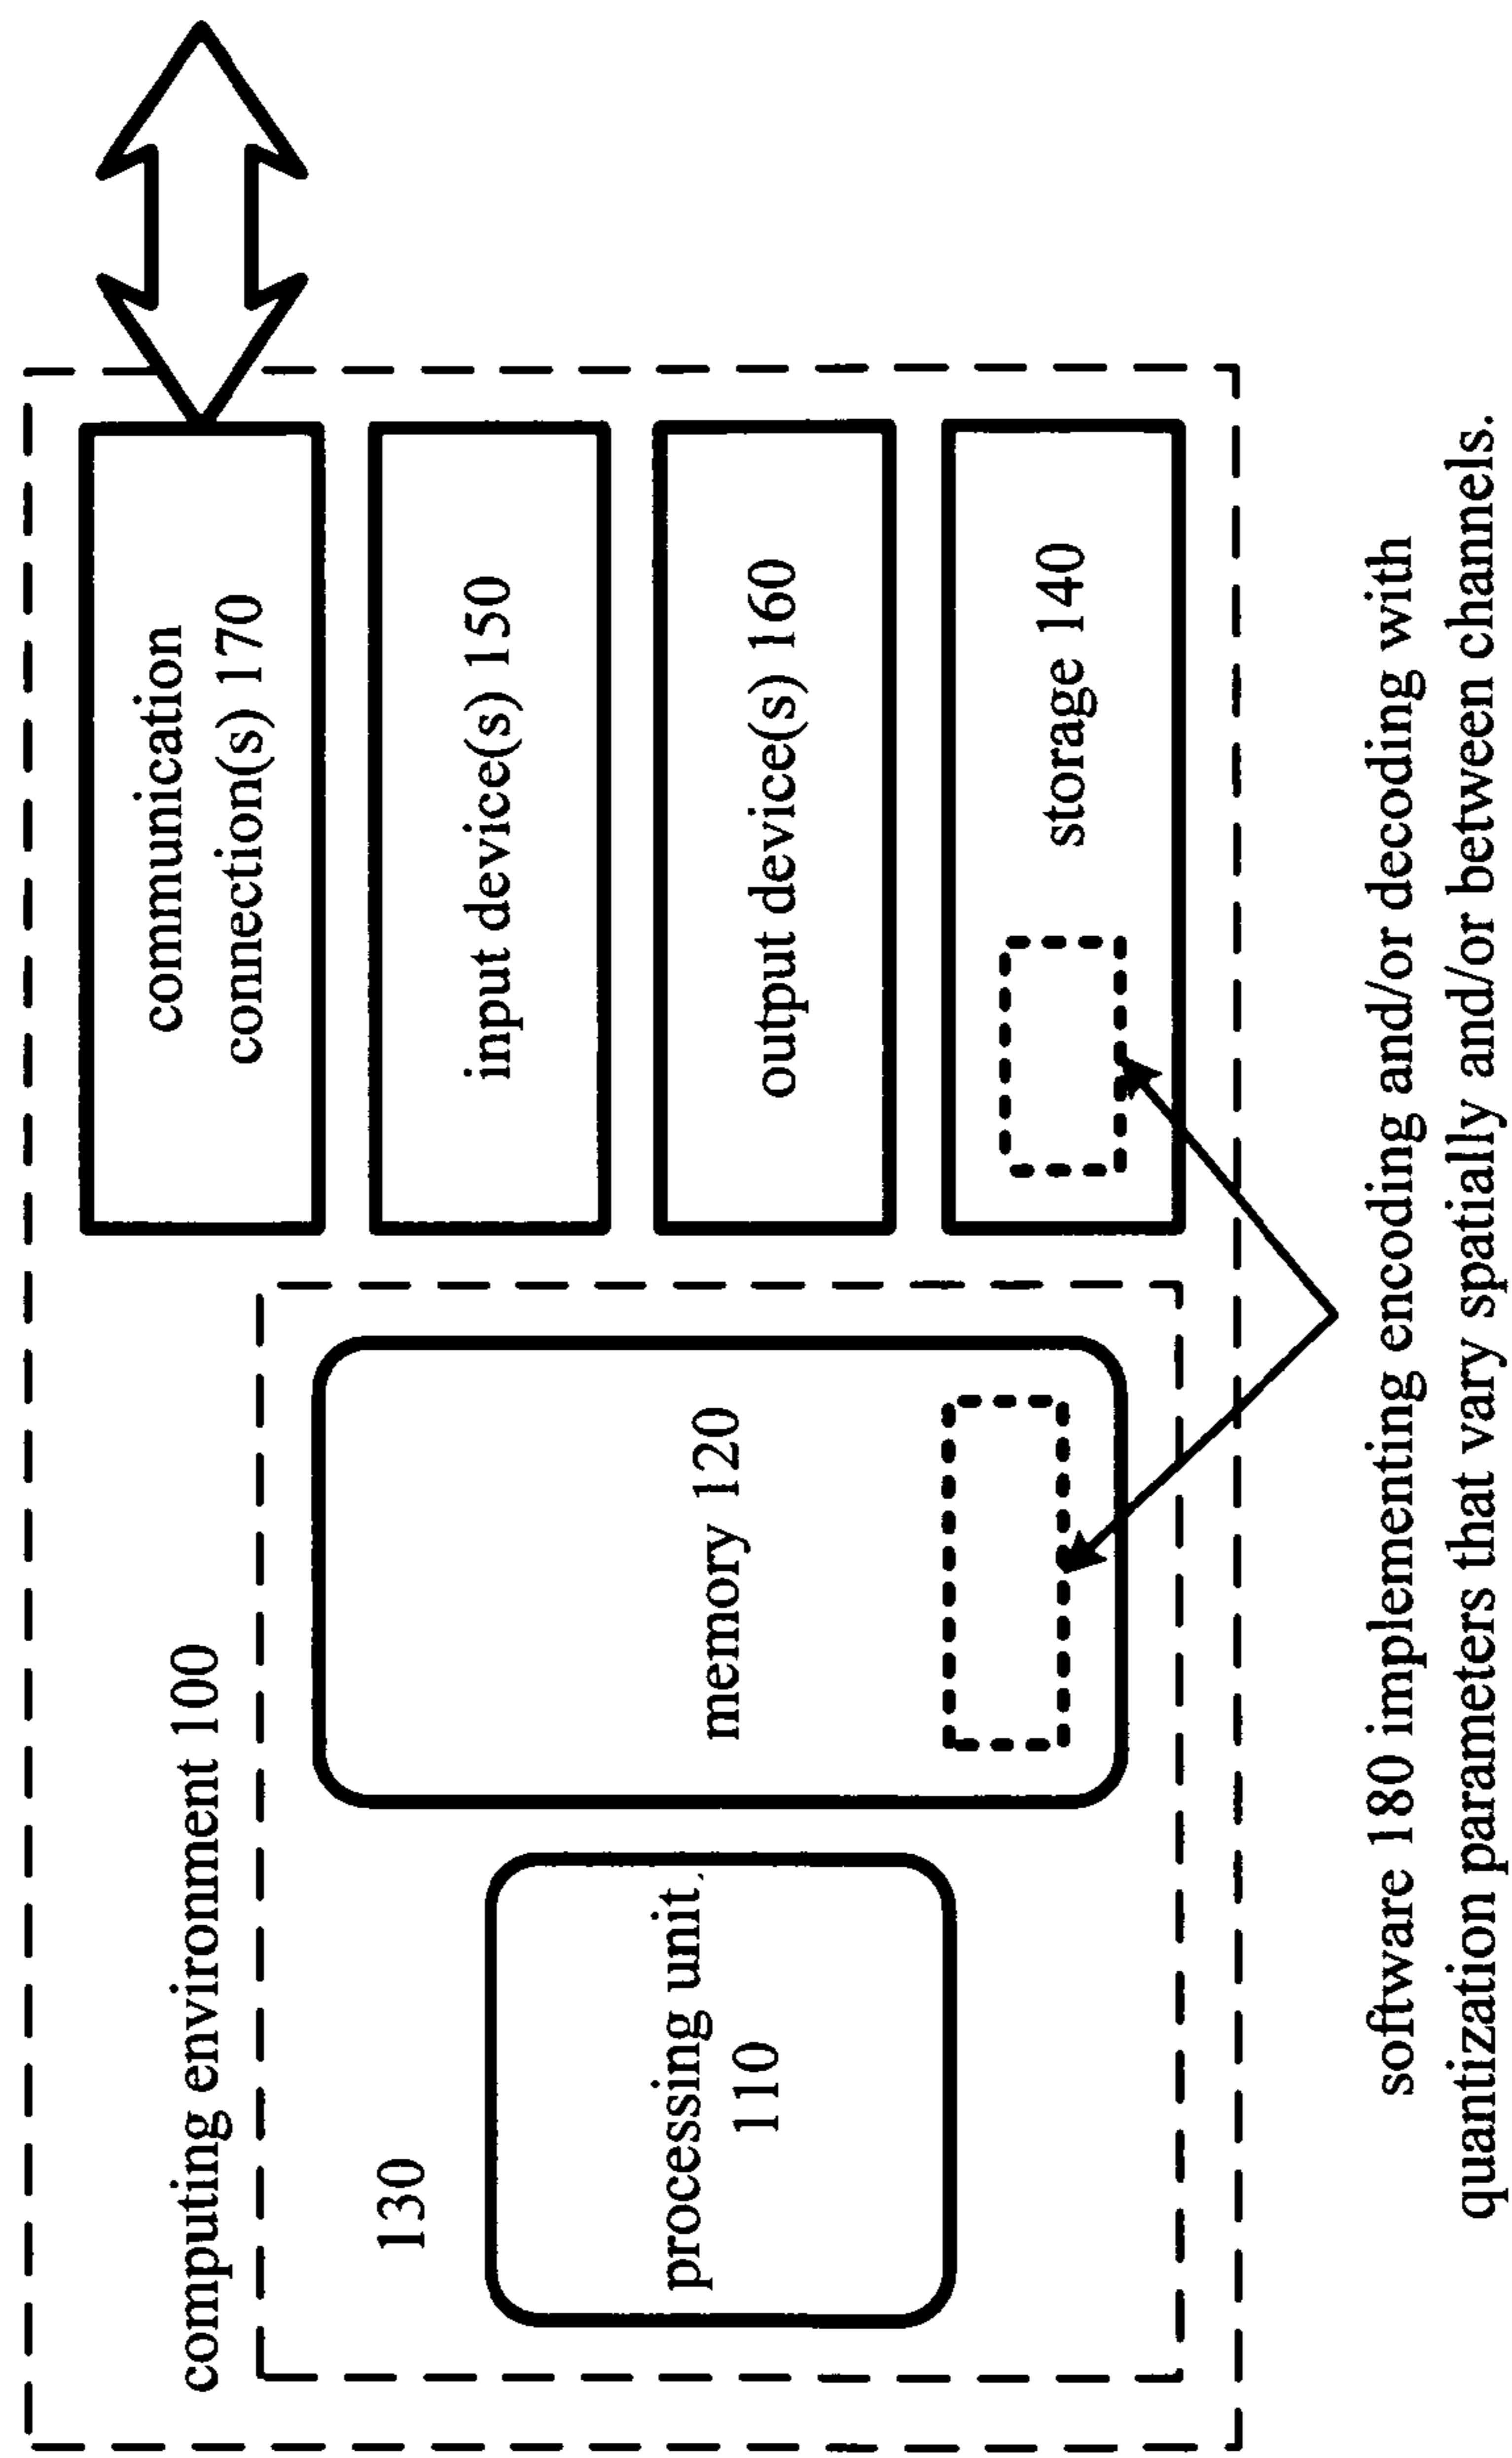 computing environment 100
130
processing unit
110
memory 120
communication
connection(s) 170
input device(s) 150
output device(s) 160
storage 140
software 180 implementing encoding and/or decoding with
quantization parameters that vary spatially and/or between channels.